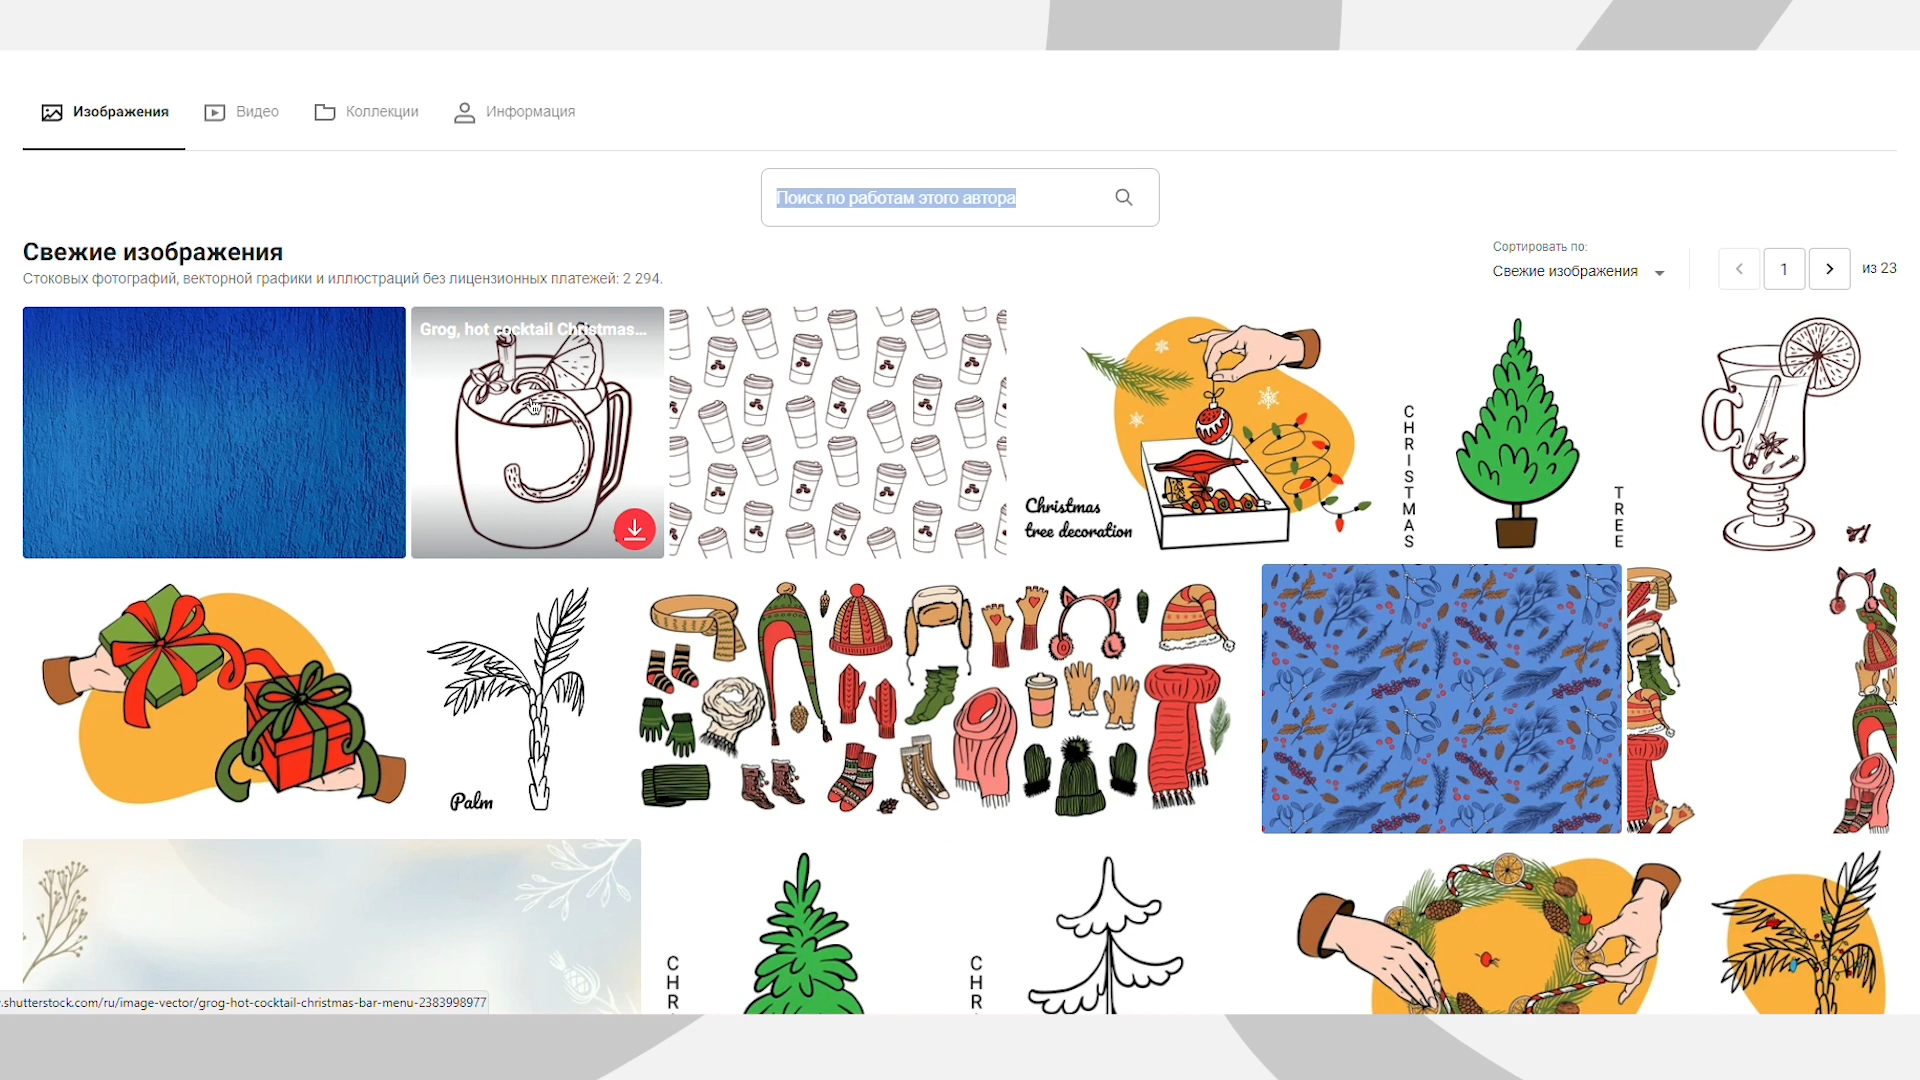 Изображения
Видео
Коллекции
Информация
Поиск по работам этого автора
Свежие изображения
Стоковых фотографий, векторной графики и иллюстраций без лицензионных платежей: 2 294.
Сортировать по:
Свежие изображения
1
из 23
Grog, hot cocktail Christmas...
Christmas
tree decoration
CHRISTMAS
TREE
Palm
CHR
CHR
.shutterstock.com/ru/image-vector/grog-hot-cocktail-christmas-bar-menu-2383998977